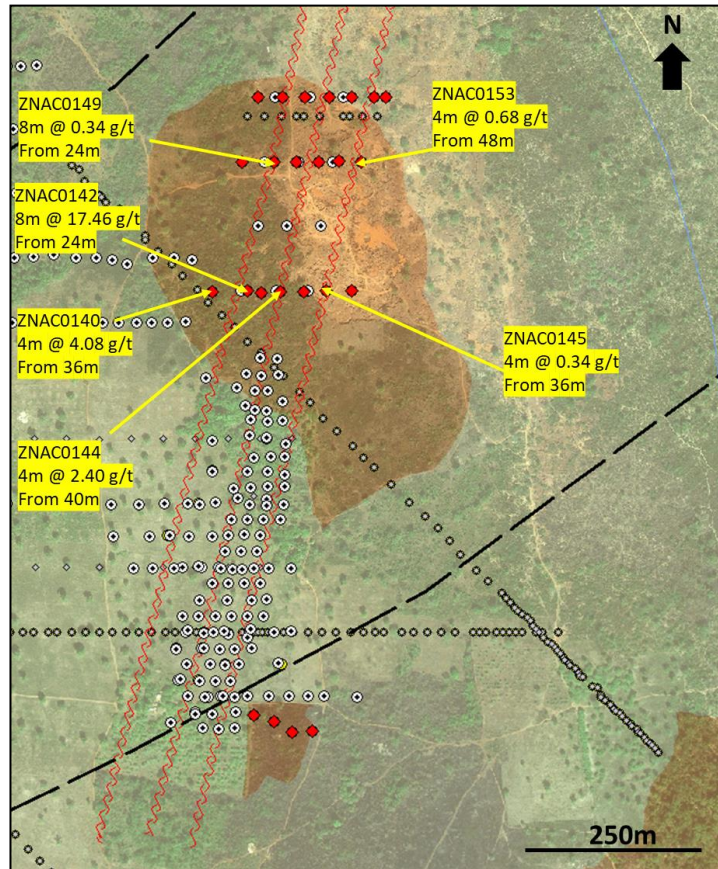 N
ZNAC0149
8m @ 0.34 g/t
From 24m
ZNAC0153
4m @ 0.68 g/t
From 48m
ZNAC0142
8m @ 17.46 g/t
From 24m
ZNAC0140
4m @ 4.08 g/t
From 36m
ZNAC0145
4m @ 0.34 g/t
From 36m
ZNAC0144
4m @ 2.40 g/t
From 40m
250m